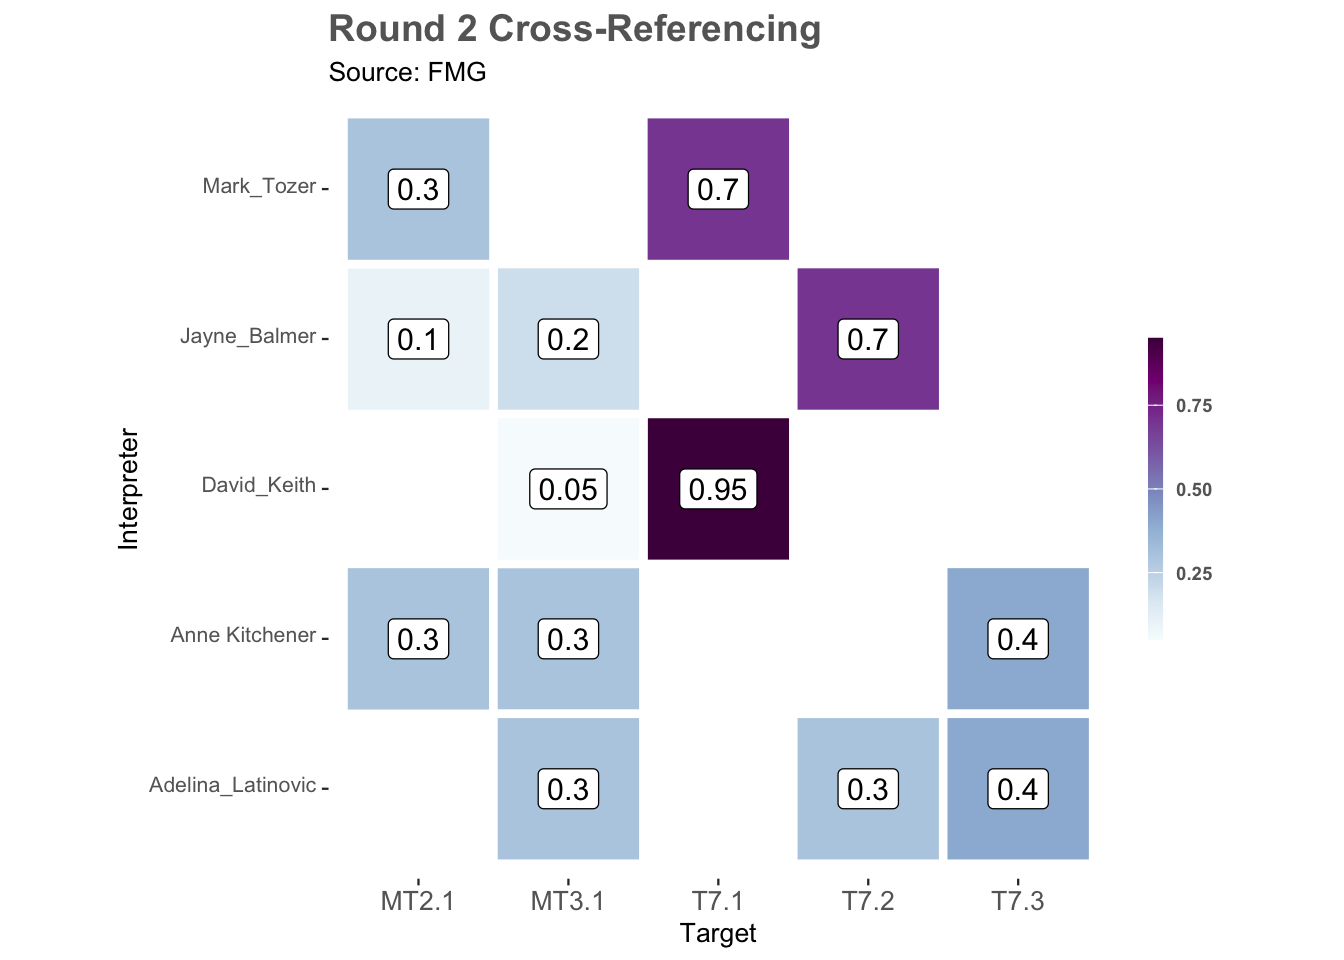 Round 2 Cross-Referencing
Source: FMG
Interpreter
Mark_Tozer
0.3
0.7
Jayne_Balmer
0.1
0.2
0.7
David_Keith
0.05
0.95
Anne Kitchener
0.3
0.3
0.4
Adelina_Latinovic
0.3
0.3
0.4
MT2.1
MT3.1
T7.1
T7.2
T7.3
Target
0.75
0.50
0.25